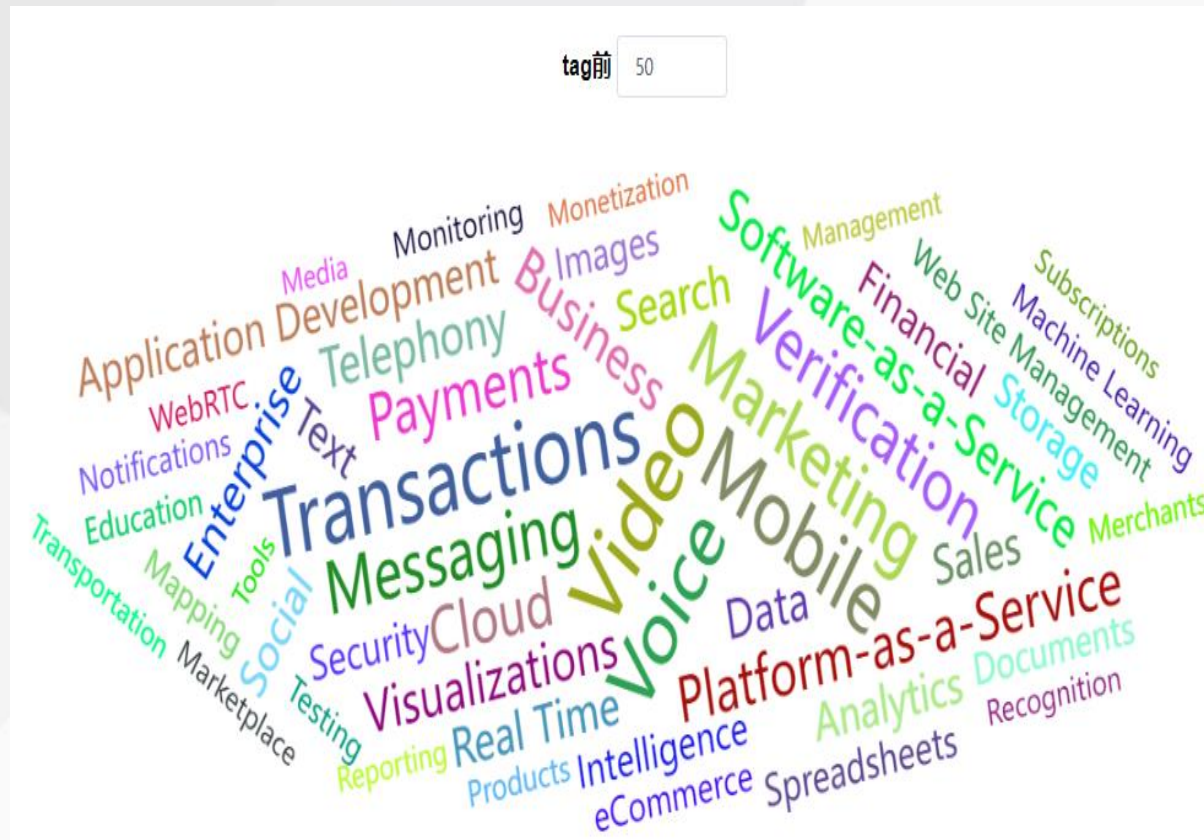 tag前 50
Monetization
Monitoring
Media
Images
Management
Software-as-a-Service
Subscriptions
Application Development
Business
Search
Financial
Web Site Management
Machine Learning
Telephony
Verification
WebRTC
Enterprise
Text
Payments
Marketing
Storage
Notifications
Transactions
Video
Mobile
Education
Merchants
Transportation
Mapping
Tools
Social
Messaging
Voice
Sales
Security
Cloud
Data
Platform-as-a-Service
Marketplace
Testing
Visualizations
Documents
Analytics
Recognition
Reporting
Real Time
Products
Intelligence
eCommerce
Spreadsheets